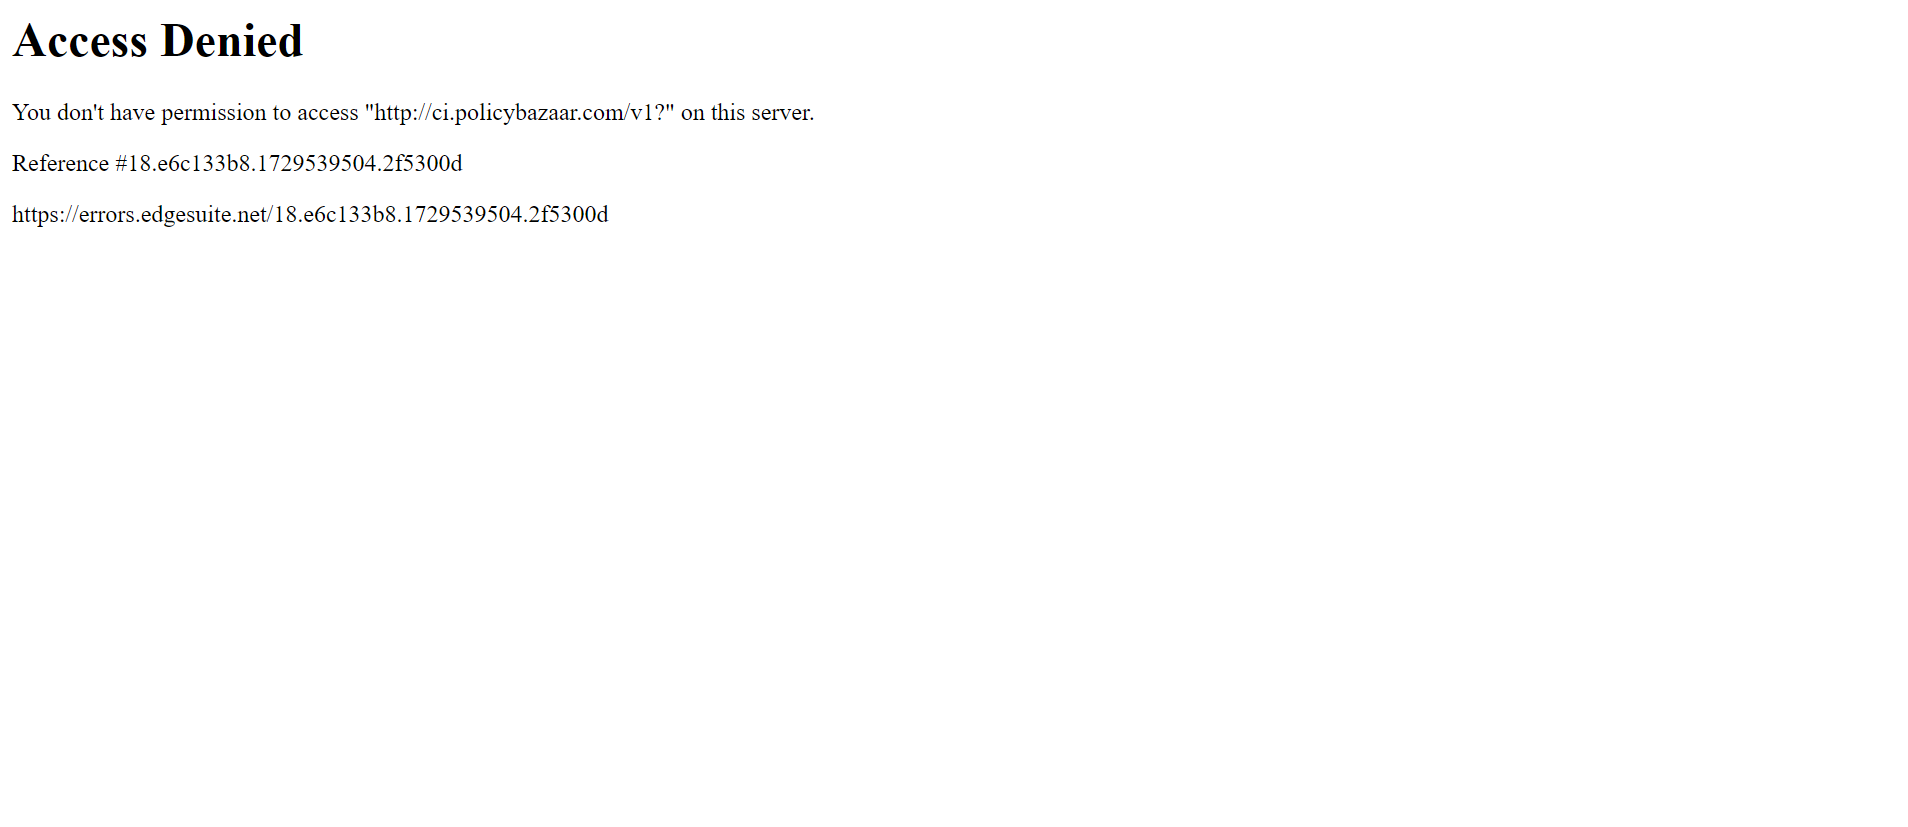 Access Denied
You don't have permission to access "http://ci.policybazaar.com/v1?" on this server.
Reference #18.e6c133b8.1729539504.2f5300d
https://errors.edgesuite.net/18.e6c133b8.1729539504.2f5300d